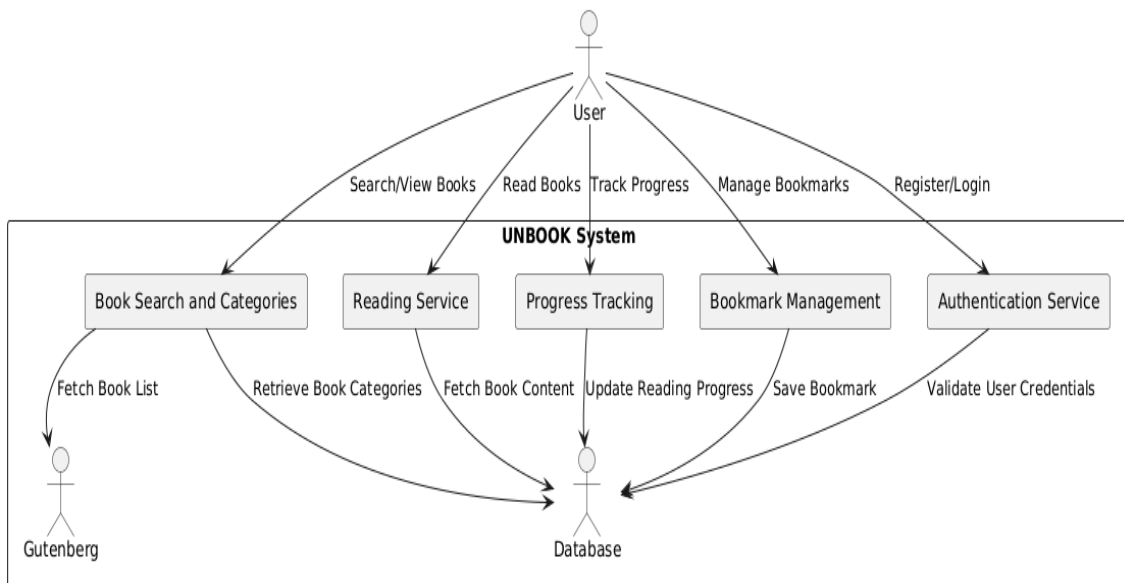 User
Search/View Books
Read Books
Track Progress
Manage Bookmarks
Register/Login
UNBOOK System
Book Search and Categories
Reading Service
Progress Tracking
Bookmark Management
Authentication Service
Fetch Book List
Retrieve Book Categories
Fetch Book Content
Update Reading Progress
Save Bookmark
Validate User Credentials
Gutenberg
Database